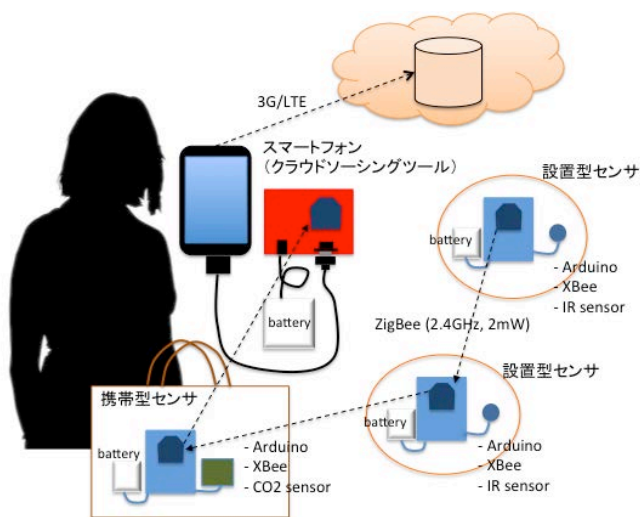 3G/LTE
スマートフォン
(クラウドソーシングツール)
設置型センサ
battery
- Arduino
- XBee
- IR sensor
battery
ZigBee (2.4GHz, 2mW)
設置型センサ
携帯型センサ
battery
- Arduino
- XBee
- CO2 sensor
battery
- Arduino
- XBee
- IR sensor